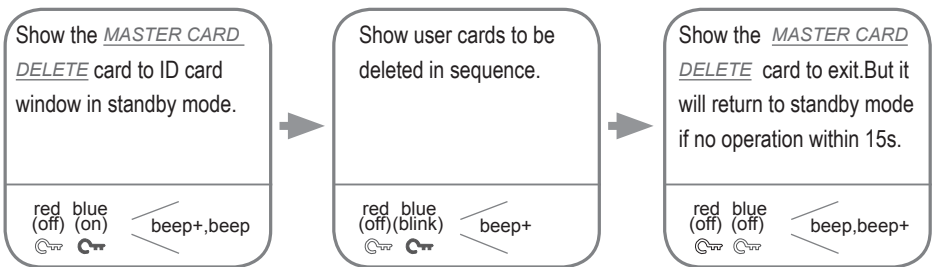 Show the MASTER CARD
DELETE card to ID card
window in standby mode.
red blue
(off) (on)
beep+,beep
Show user cards to be
deleted in sequence.
red blue
(off)(blink)
beep+
Show the MASTER CARD
DELETE card to exit.But it
will return to standby mode
if no operation within 15s.
red blue
(off) (off)
beep,beep+